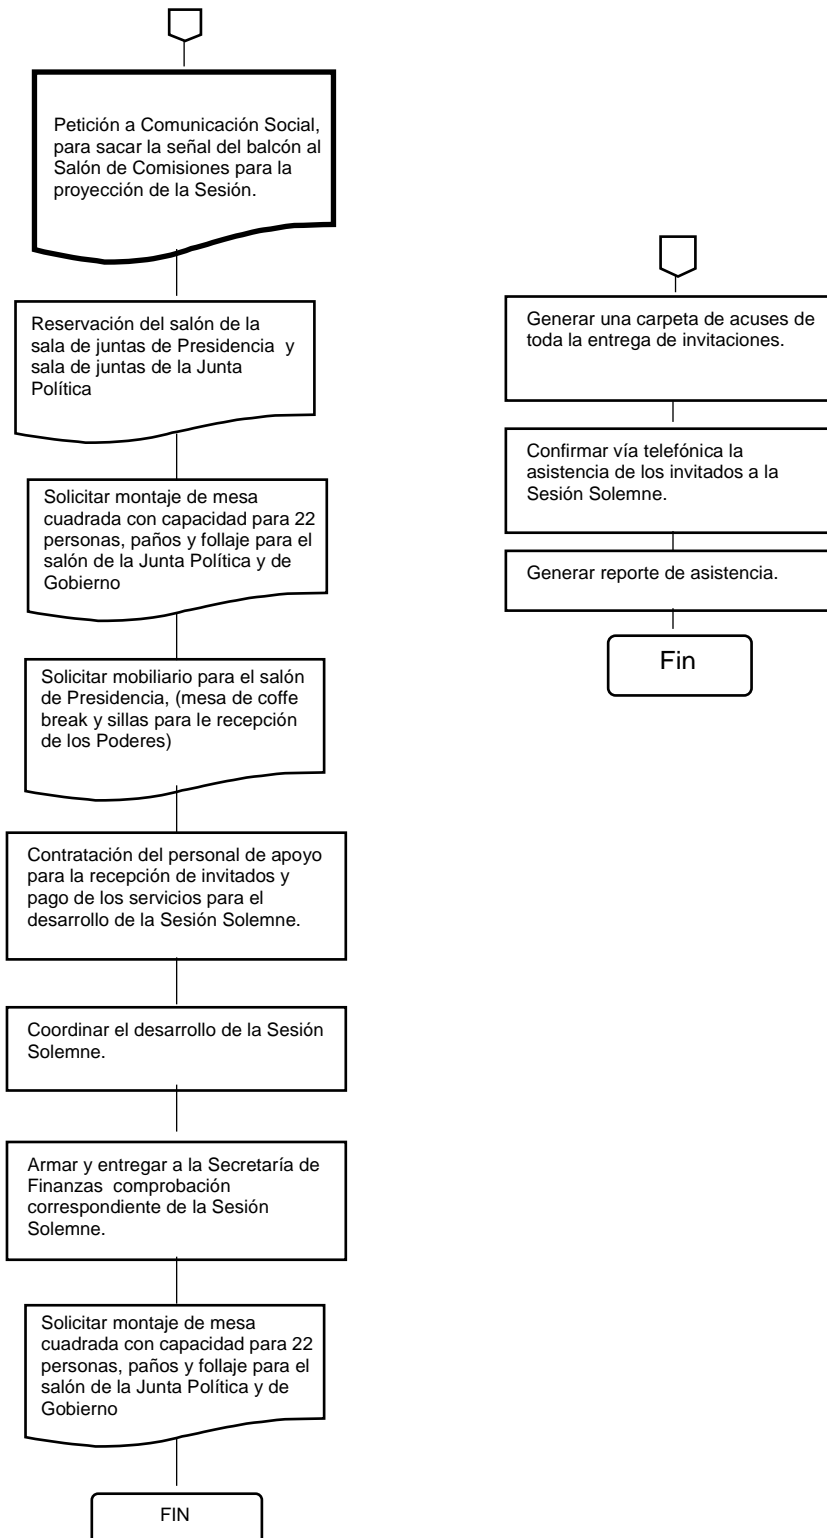 Petición a Comunicación Social,
para sacar la señal del balcón al
Salón de Comisiones para la
proyección de la Sesión.
Reservación del salón de la
sala de juntas de Presidencia y
sala de juntas de la Junta
Política
Solicitar montaje de mesa
cuadrada con capacidad para 22
personas, paños y follaje para el
salón de la Junta Política y de
Gobierno
Solicitar mobiliario para el salón
de Presidencia, (mesa de coffe
break y sillas para le recepción
de los Poderes)
Contratación del personal de apoyo
para la recepción de invitados y
pago de los servicios para el
desarrollo de la Sesión Solemne.
Coordinar el desarrollo de la Sesión
Solemne.
Armar y entregar a la Secretaría de
Finanzas comprobación
correspondiente de la Sesión
Solemne.
Solicitar montaje de mesa
cuadrada con capacidad para 22
personas, paños y follaje para el
salón de la Junta Política y de
Gobierno
FIN
Generar una carpeta de acuses de
toda la entrega de invitaciones.
Confirmar vía telefónica la
asistencia de los invitados a la
Sesión Solemne.
Generar reporte de asistencia.
Fin